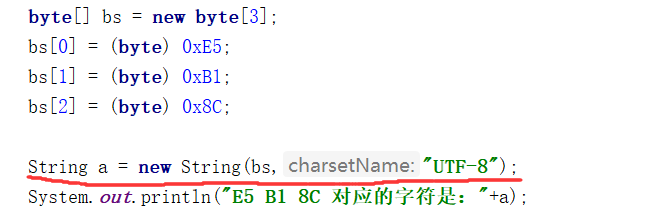 byte[] bs = new byte[3];
bs[0] = (byte) 0xE5;
bs[1] = (byte) 0xB1;
bs[2] = (byte) 0x8C;
String a = new String(bs, charsetName: "UTF-8");
System.out.println("E5 B1 8C 对应的字符是："+a);